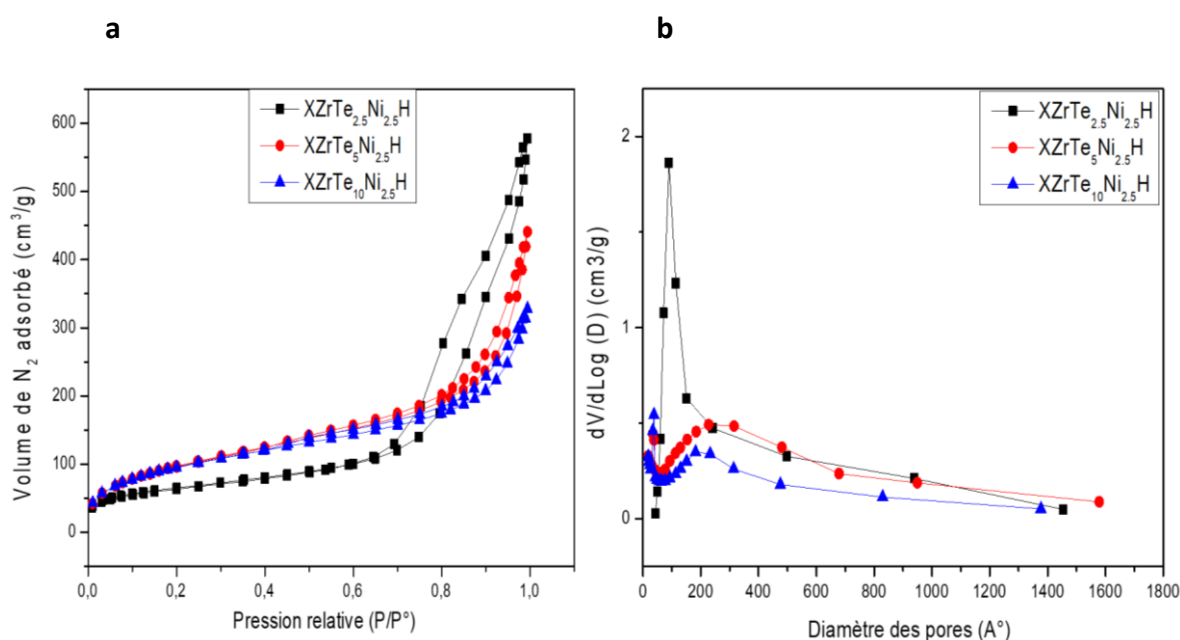 a
b
XZrTe2.5Ni2.5H
XZrTe5Ni2.5H
XZrTe10Ni2.5H
600
500
400
300
200
100
0
Volume de N2 adsorbé (cm3/g)
0,0 0,2 0,4 0,6 0,8 1,0
Pression relative (P/P°)
XZrTe2.5Ni2.5H
XZrTe5Ni2.5H
XZrTe10Ni2.5H
2
1
0
dV/dLog (D) (cm3/g)
0 200 400 600 800 1000 1200 1400 1600 1800
Diamètre des pores (A°)